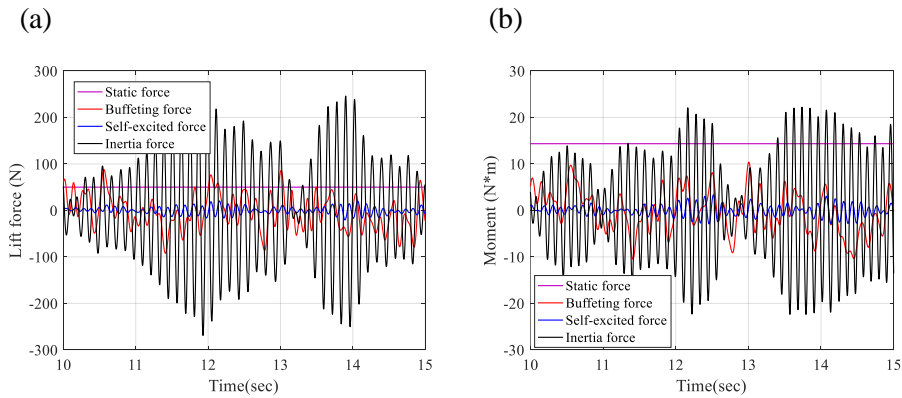 (a)
(b)
Lift force (N)
300
200
100
0
-100
-200
-300
Static force
Buffeting force
Self-excited force
Inertia force
10
11
12
13
14
15
Time(sec)
Moment (N*m)
30
20
10
0
-10
-20
-30
Static force
Buffeting force
Self-excited force
Inertia force
10
11
12
13
14
15
Time(sec)